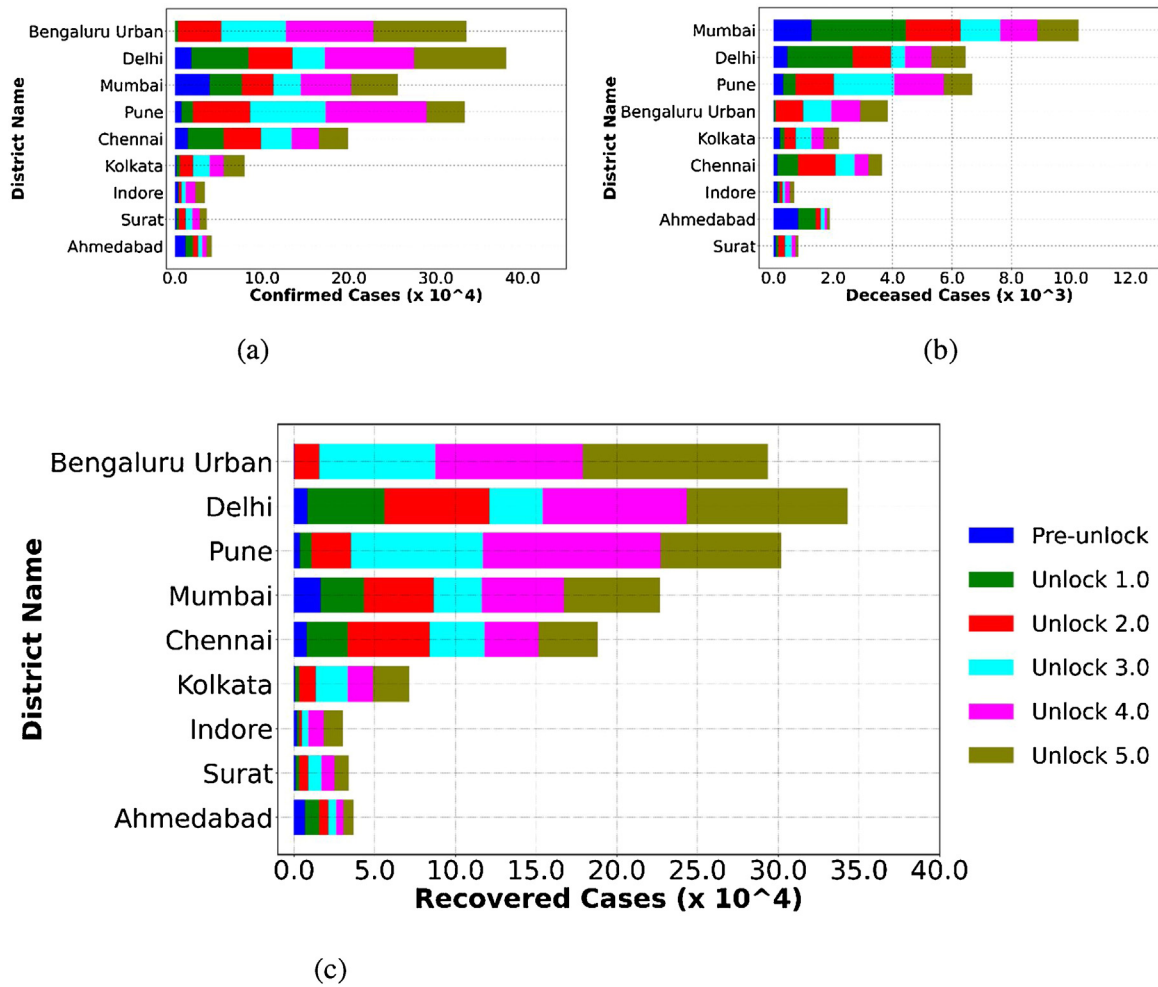 District Name
Bengaluru Urban
Delhi
Mumbai
Pune
Chennai
Kolkata
Indore
Surat
Ahmedabad
0.0 10.0 20.0 30.0 40.0
Confirmed Cases (x 10^4)
(a)
District Name
Mumbai
Delhi
Pune
Bengaluru Urban
Kolkata
Chennai
Indore
Ahmedabad
Surat
0.0 2.0 4.0 6.0 8.0 10.0 12.0
Deceased Cases (x 10^3)
(b)
District Name
Bengaluru Urban
Delhi
Pune
Mumbai
Chennai
Kolkata
Indore
Surat
Ahmedabad
0.0 5.0 10.0 15.0 20.0 25.0 30.0 35.0 40.0
Recovered Cases (x 10^4)
Pre-unlock
Unlock 1.0
Unlock 2.0
Unlock 3.0
Unlock 4.0
Unlock 5.0
(c)